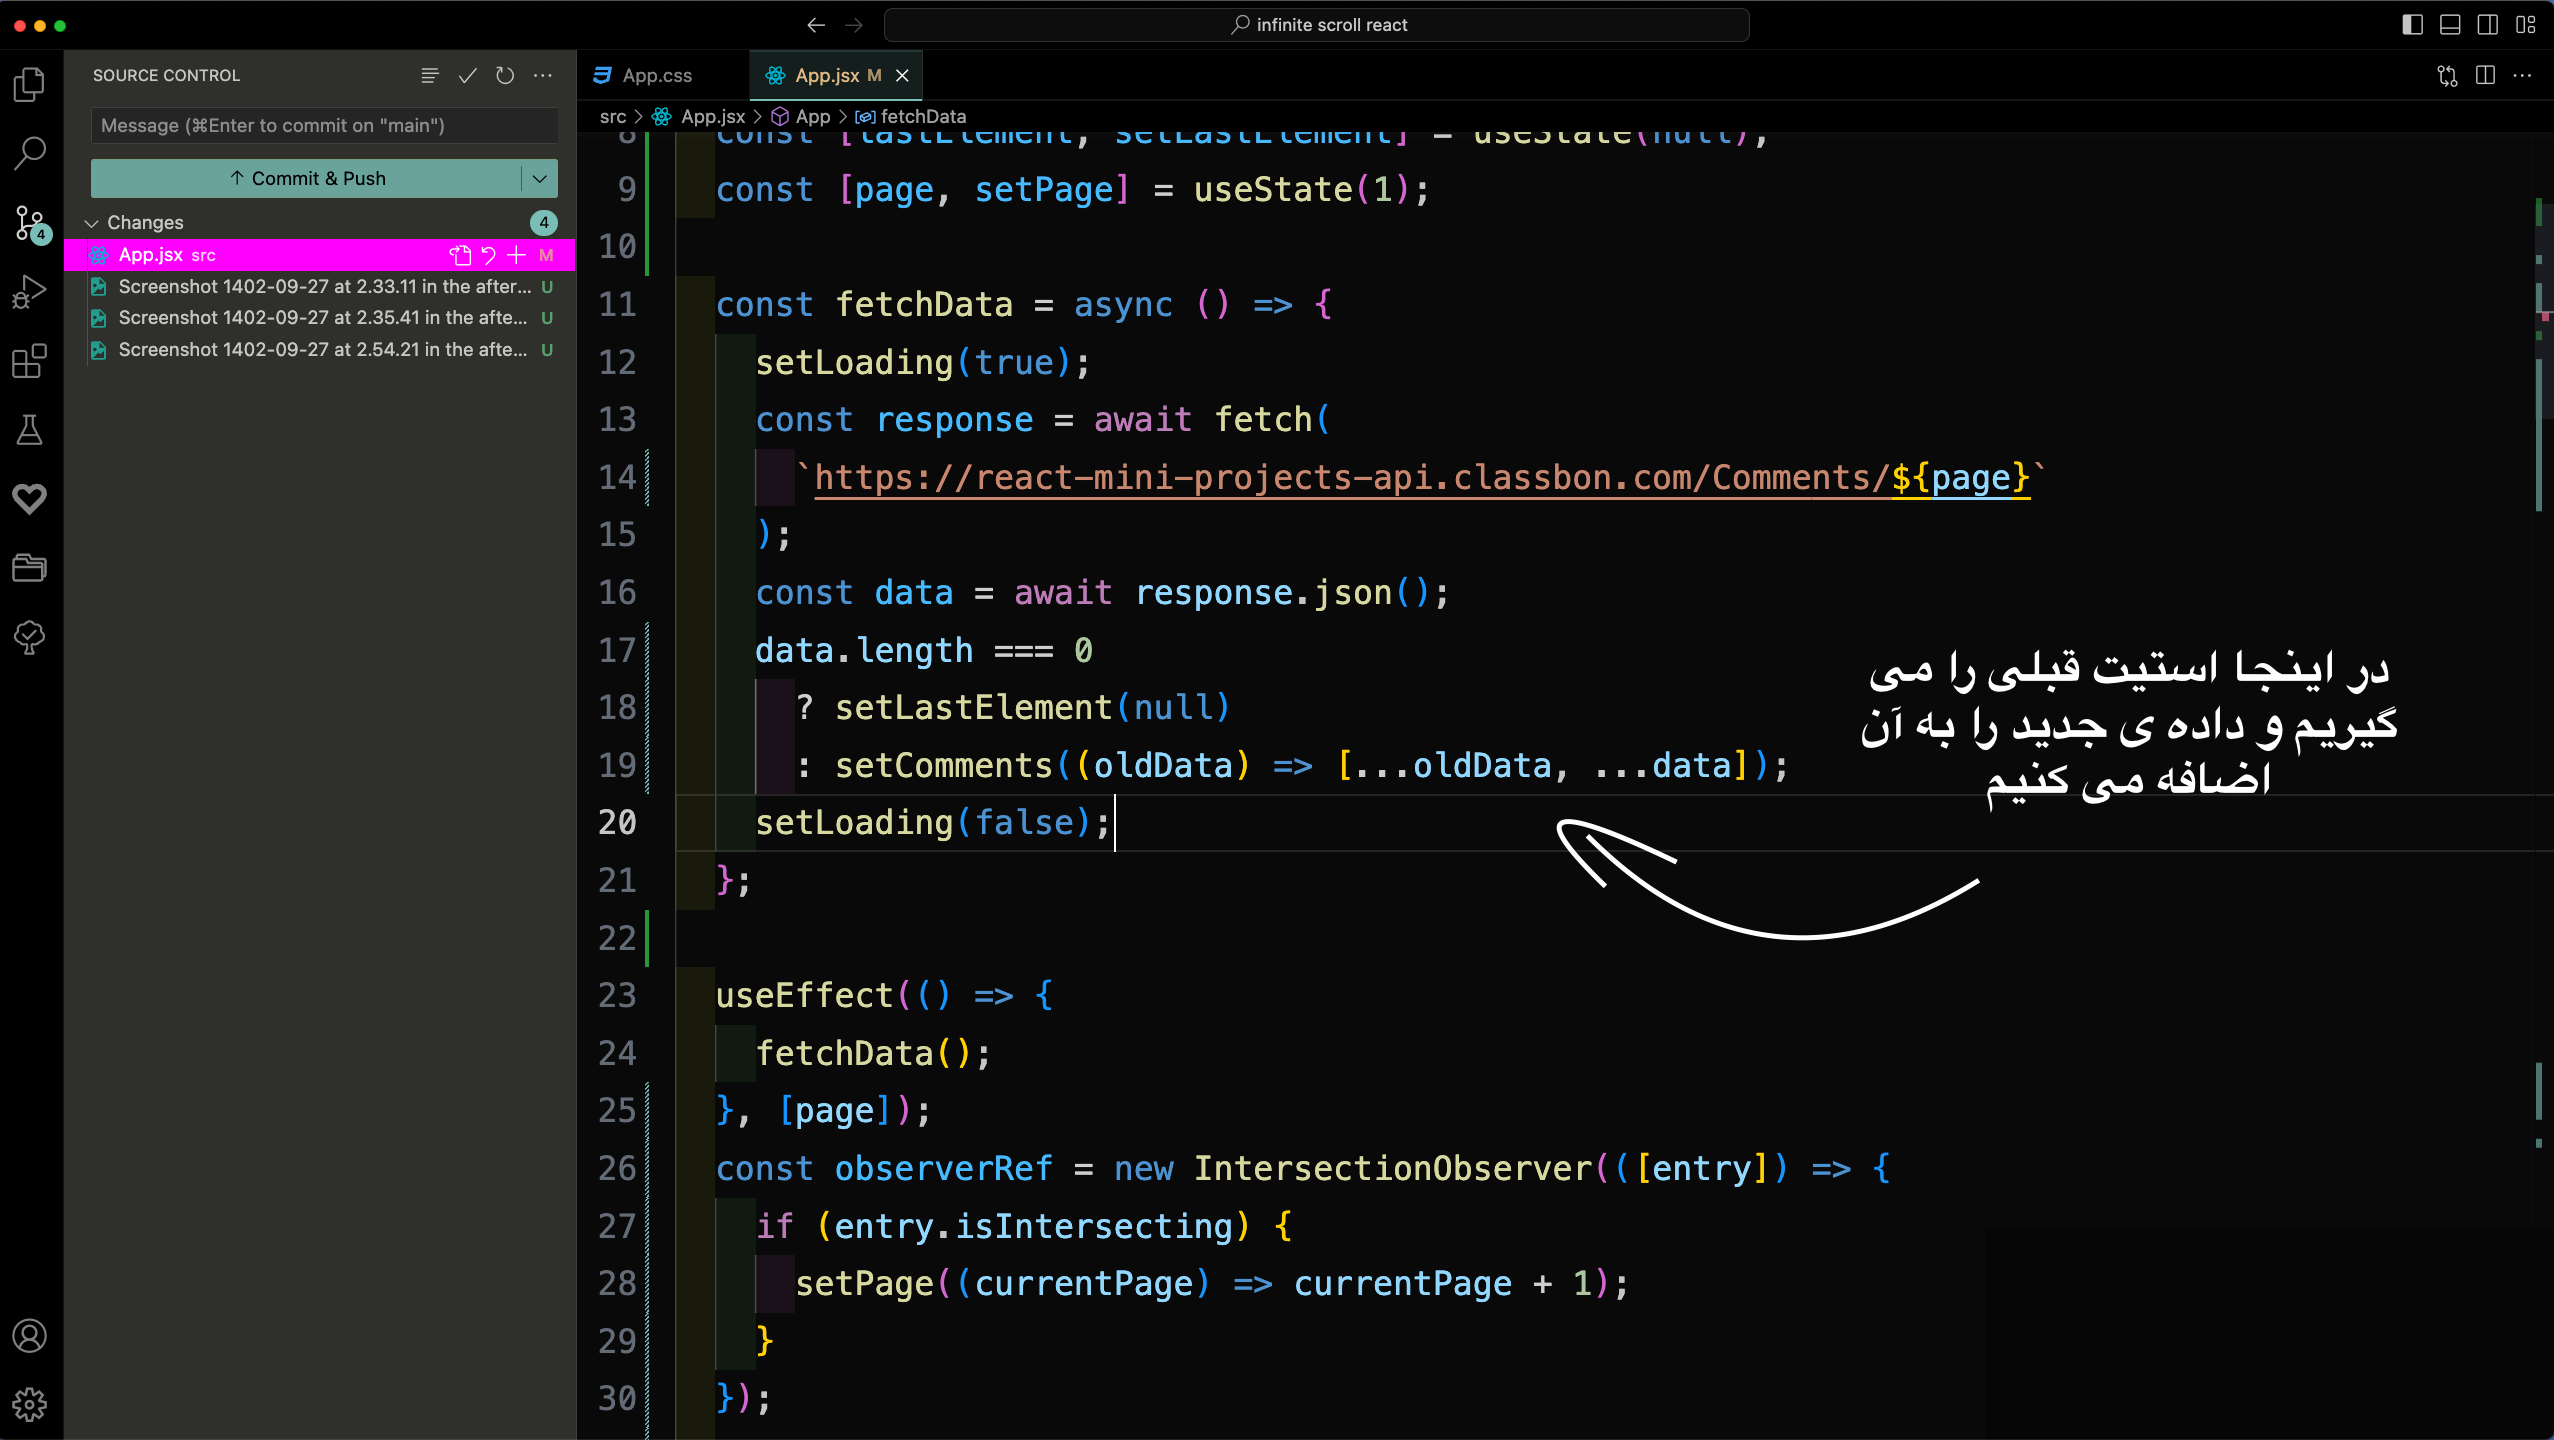 infinite scroll react
SOURCE CONTROL
Message (⌘Enter to commit on "main")
↑ Commit & Push
Changes 4
4
App.jsx src M
Screenshot 1402-09-27 at 2.33.11 in the after... U
Screenshot 1402-09-27 at 2.35.41 in the afte... U
Screenshot 1402-09-27 at 2.54.21 in the afte... U
App.css
App.jsx M
src > App.jsx > App > fetchData
8 const [lastElement, setLastElement] = useState(null);
9 const [page, setPage] = useState(1);
10
11 const fetchData = async () => {
12 setLoading(true);
13 const response = await fetch(
14 `https://react-mini-projects-api.classbon.com/Comments/${page}`
15 );
16 const data = await response.json();
17 data.length === 0
18 ? setLastElement(null)
19 : setComments((oldData) => [...oldData, ...data]);
20 setLoading(false);
21 };
22
23 useEffect(() => {
24 fetchData();
25 }, [page]);
26 const observerRef = new IntersectionObserver(([entry]) => {
27 if (entry.isIntersecting) {
28 setPage((currentPage) => currentPage + 1);
29 }
30 });
در اینجا استیت قبلی را می
گیریم و داده ی جدید را به آن
اضافه می کنیم